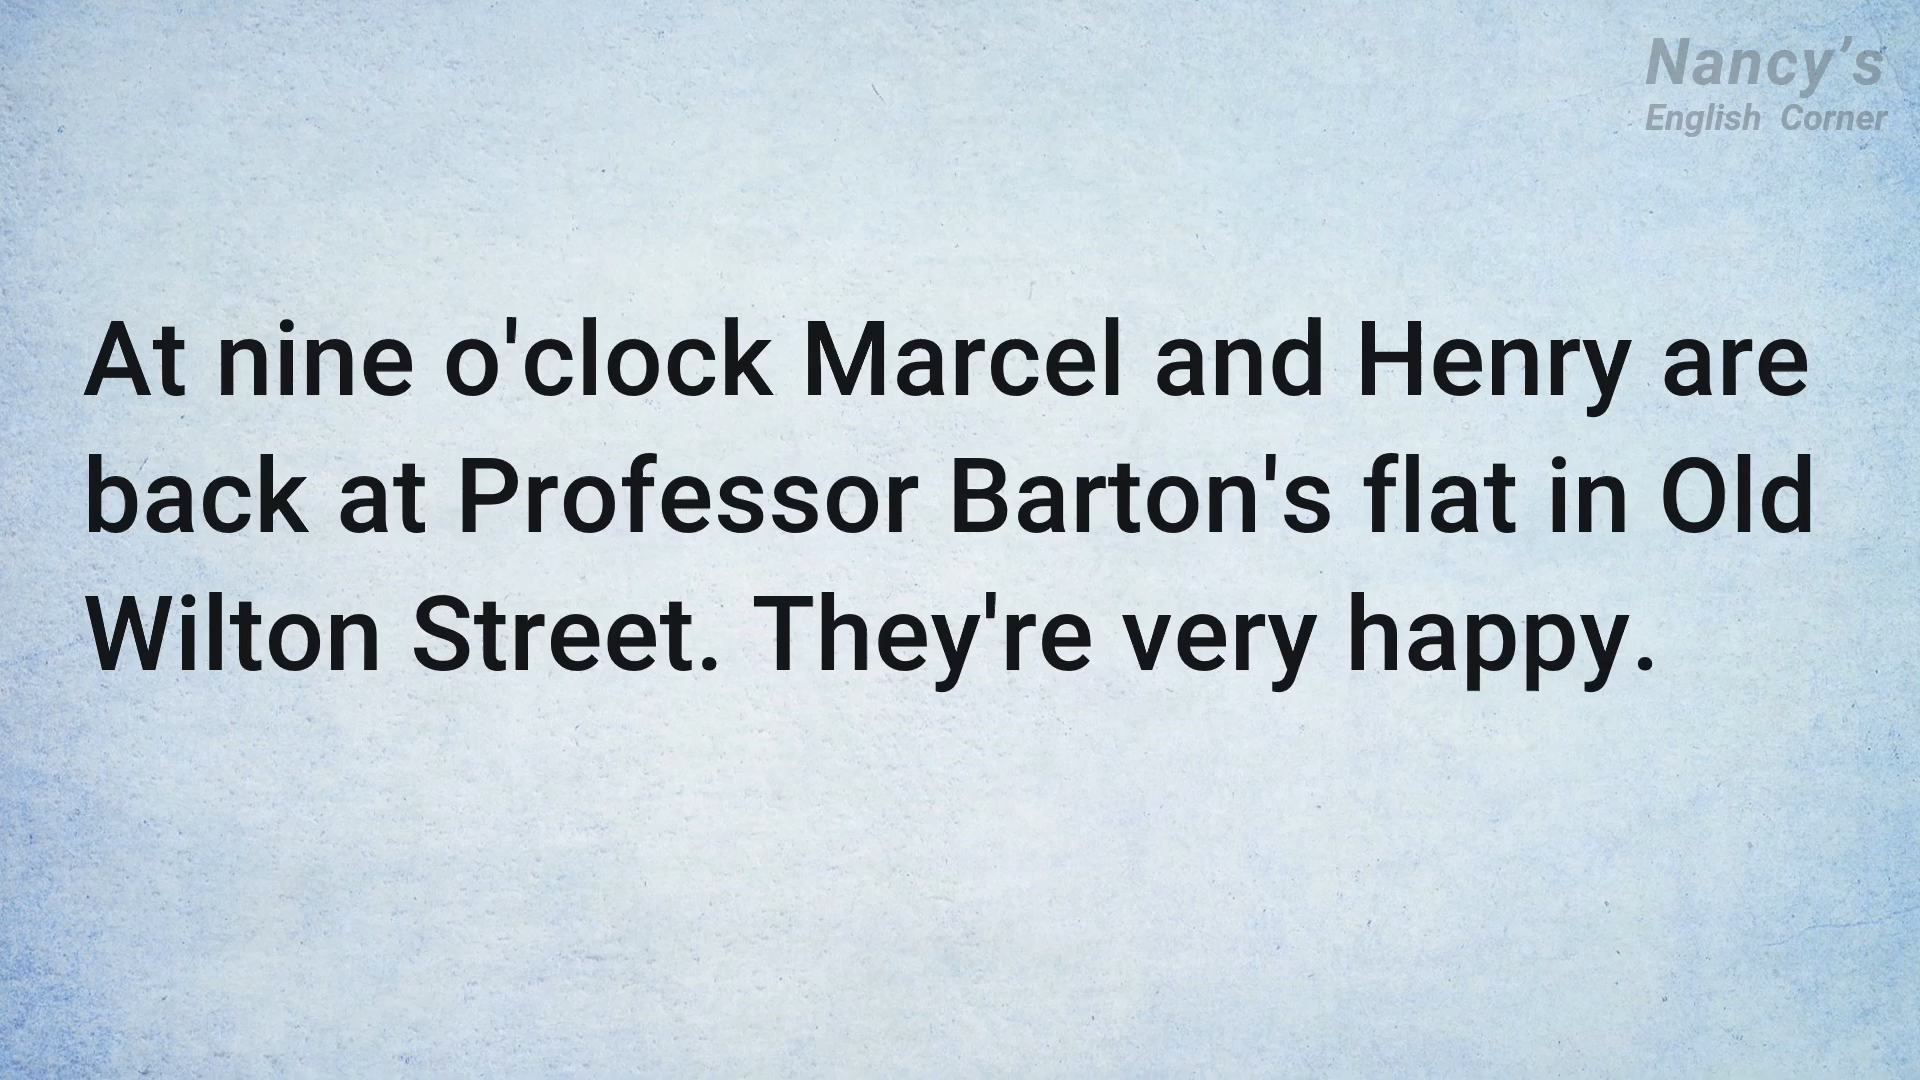 Nancy’s
English Corner
At nine o'clock Marcel and Henry are
back at Professor Barton's flat in Old
Wilton Street. They're very happy.